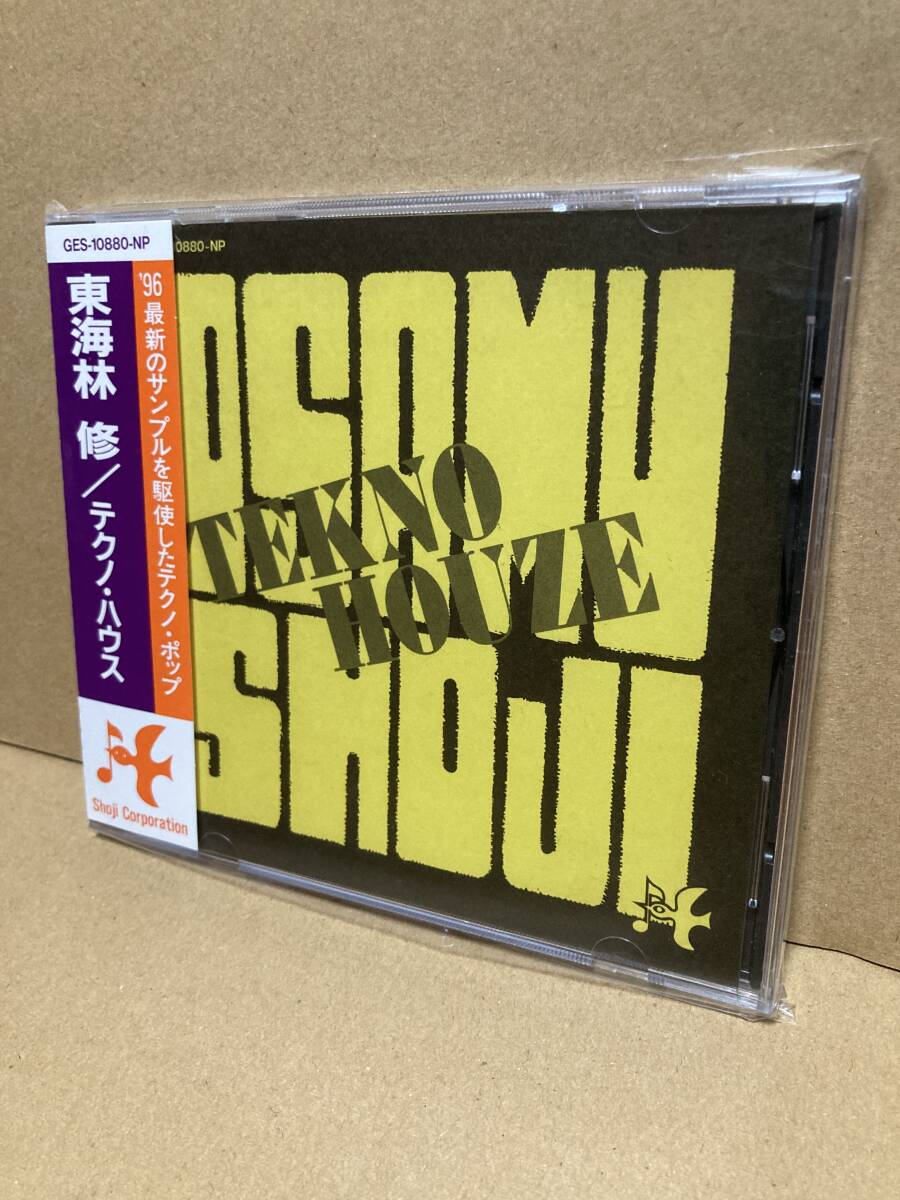 GES-10880-NP
'96 最新のサンプルを駆使したテクノ・ポップ
東海林 修／テクノ・ハウス
Shoji Corporation
0880-NP
OSAMU
TEKNO
HOUZE
SHOJI